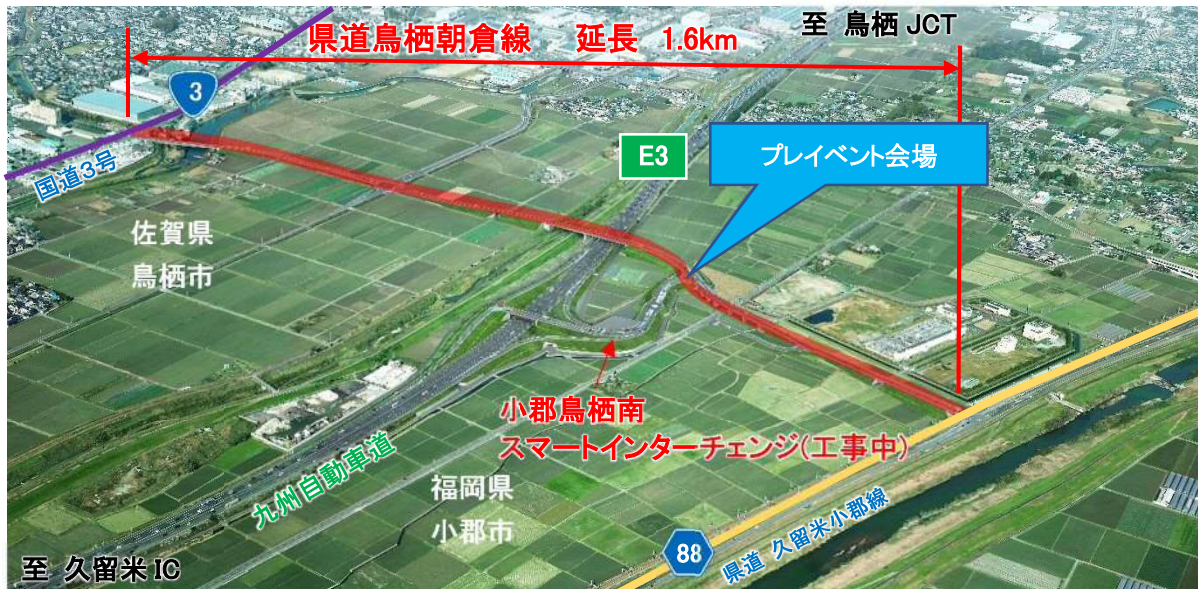 県道鳥栖朝倉線 延長 1.6km
至 鳥栖 JCT
3
国道3号
E3
プレイベント会場
佐賀県
鳥栖市
小郡鳥栖南
スマートインターチェンジ(工事中)
九州自動車道
福岡県
小郡市
88
県道 久留米小郡線
至 久留米 IC